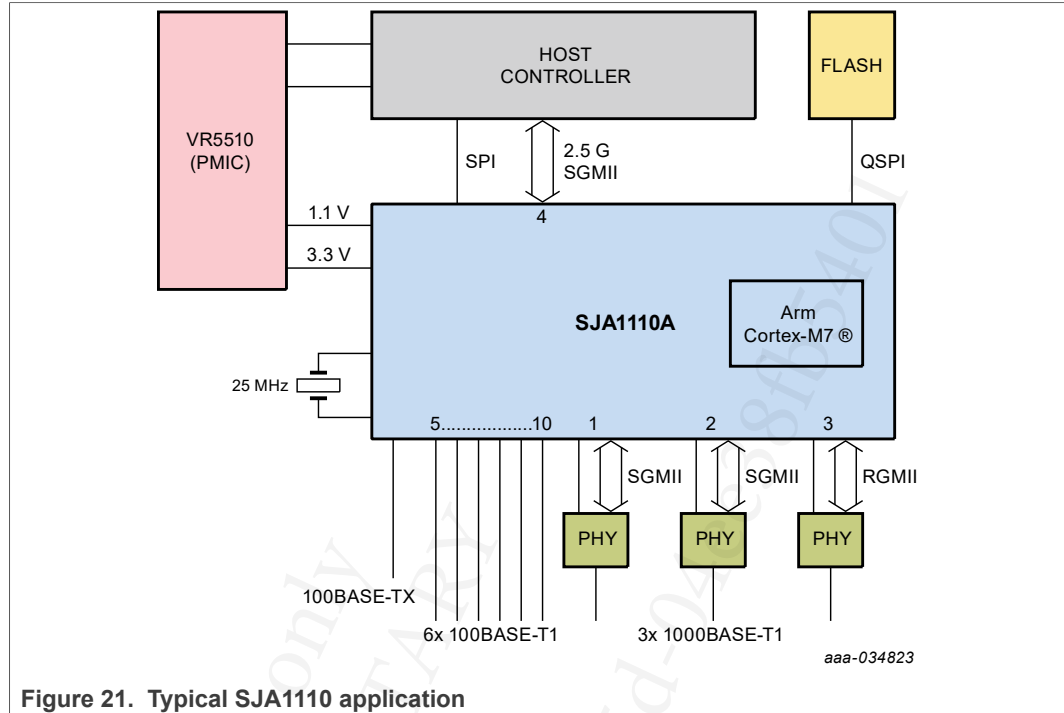 HOST
CONTROLLER
FLASH
VR5510
(PMIC)
SPI
2.5 G
SGMII
QSPI
1.1 V
4
3.3 V
Arm
Cortex-M7 ®
SJA1110A
25 MHz
5..................10
1
2
3
SGMII
SGMII
RGMII
PHY
PHY
PHY
100BASE-TX
6x 100BASE-T1
3x 1000BASE-T1
aaa-034823
Figure 21. Typical SJA1110 application